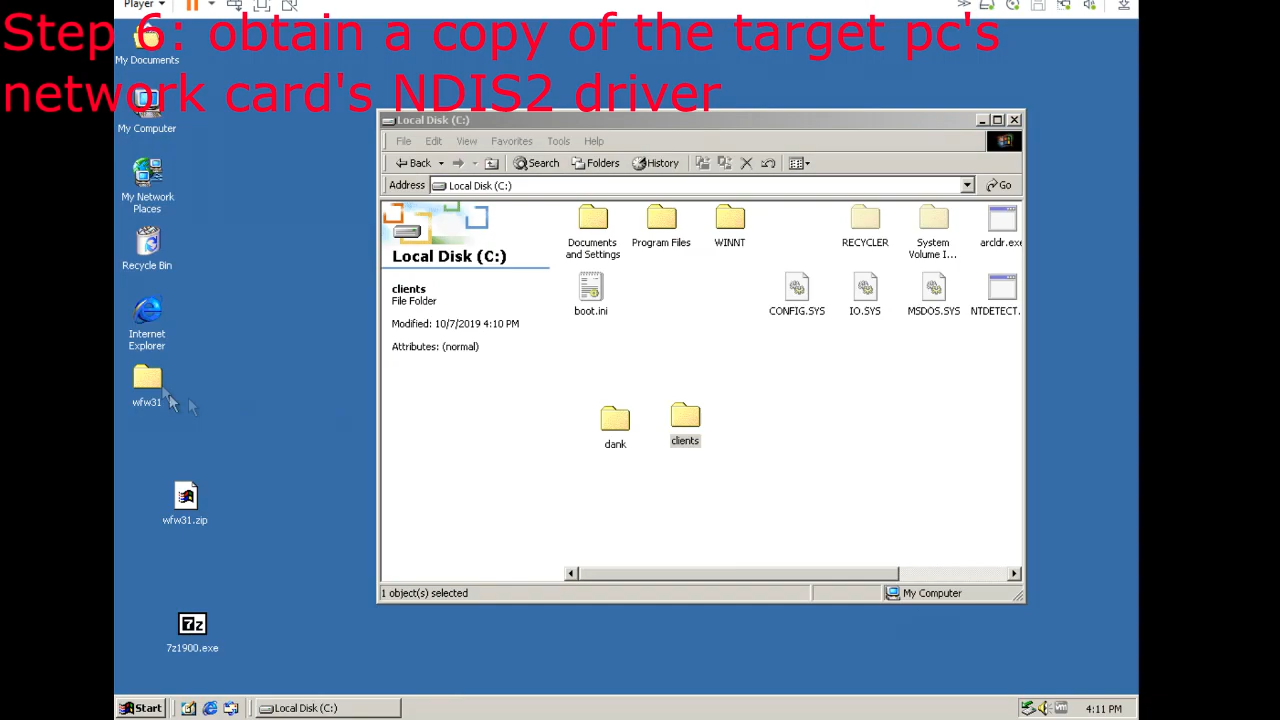 Player
Step 6: obtain a copy of the target pc's
network card's NDIS2 driver
My Documents
My Computer
My Network
Places
Recycle Bin
Internet
Explorer
wfw31
wfw31.zip
7z
7z1900.exe
Local Disk (C:)
File Edit View Favorites Tools Help
Back Search Folders History
Address Local Disk (C:) Go
Local Disk (C:)
clients
File Folder
Modified: 10/7/2019 4:10 PM
Attributes: (normal)
Documents
and Settings
Program Files
WINNT
RECYCLER
System
Volume I...
arcldr.exe
boot.ini
CONFIG.SYS
IO.SYS
MSDOS.SYS
NTDETECT.
dank
clients
1 object(s) selected
My Computer
Start
Local Disk (C:)
4:11 PM